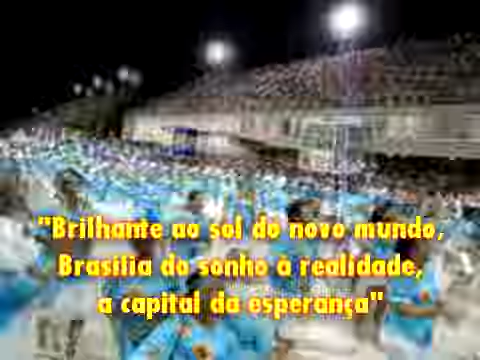 "Brilhante ao sol do novo mundo,
Brasília do sonho à realidade,
a capital da esperança"